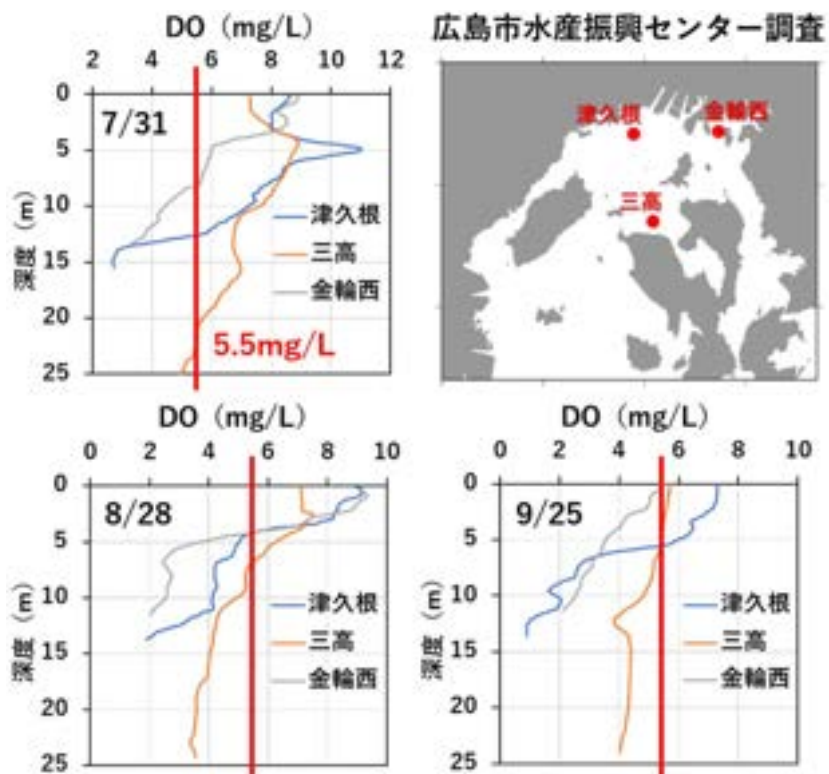 DO（mg/L）
広島市水産振興センター調査
2 4 6 8 10 12
0
5
10
15
20
25
深度（m）
7/31
津久根
三高
金輪西
5.5mg/L
津久根
金輪西
三高
DO（mg/L）
0 2 4 6 8 10
0
5
10
15
20
25
深度（m）
8/28
津久根
三高
金輪西
DO（mg/L）
0 2 4 6 8 10
0
5
10
15
20
25
深度（m）
9/25
津久根
三高
金輪西